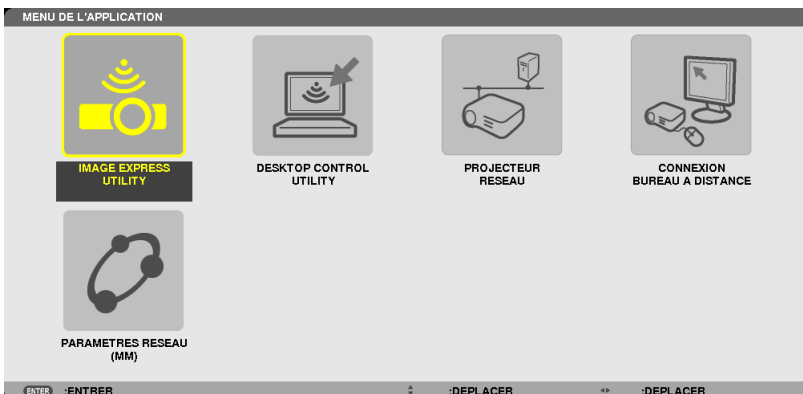 MENU DE L'APPLICATION
IMAGE EXPRESS
UTILITY
DESKTOP CONTROL
UTILITY
PROJECTEUR
RESEAU
CONNEXION
BUREAU A DISTANCE
PARAMETRES RESEAU
(MM)
ENTER :ENTRER :DEPLACER :DEPLACER